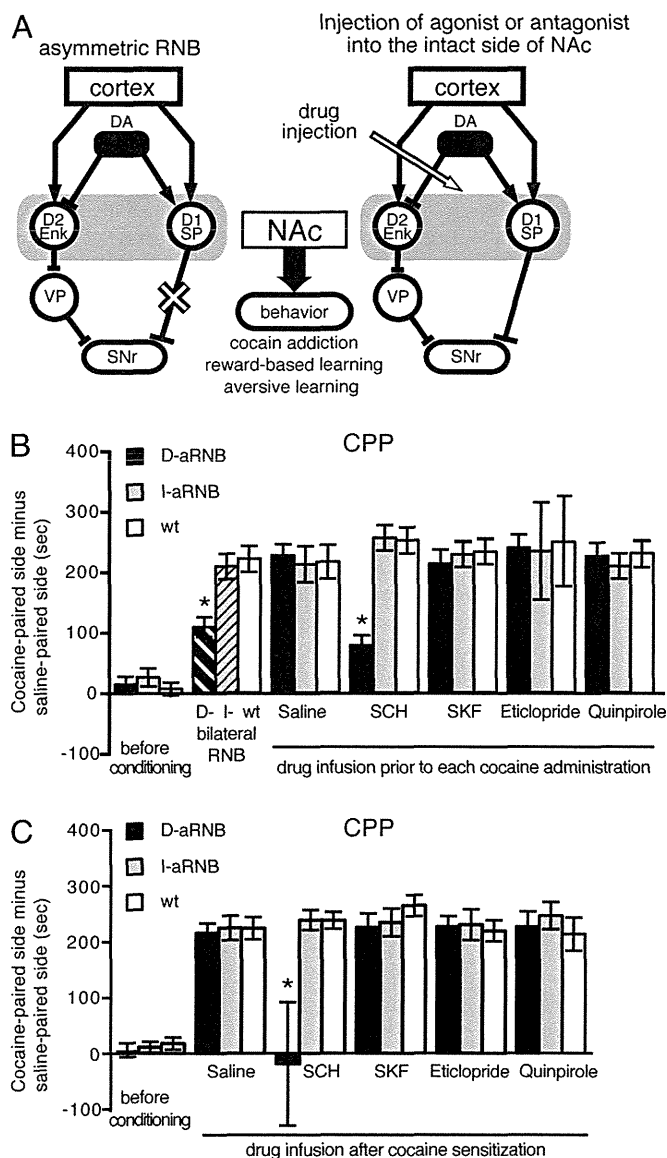 A
asymmetric RNB
Injection of agonist or antagonist
into the intact side of NAc
cortex
DA
D2
Enk
D1
SP
VP
SNr
drug
injection
NAc
behavior
cocain addiction
reward-based learning
aversive learning
cortex
DA
D2
Enk
D1
SP
VP
SNr
B
CPP
Cocaine-paired side minus
saline-paired side (sec)
400
300
200
100
0
-100
D-aRNB
I-aRNB
wt
*
*
before
conditioning
D- I- wt
bilateral
RNB
Saline
SCH
SKF
Eticlopride
Quinpirole
drug infusion prior to each cocaine administration
C
CPP
Cocaine-paired side minus
saline-paired side (sec)
400
300
200
100
0
-100
D-aRNB
I-aRNB
wt
*
before
conditioning
Saline
SCH
SKF
Eticlopride
Quinpirole
drug infusion after cocaine sensitization